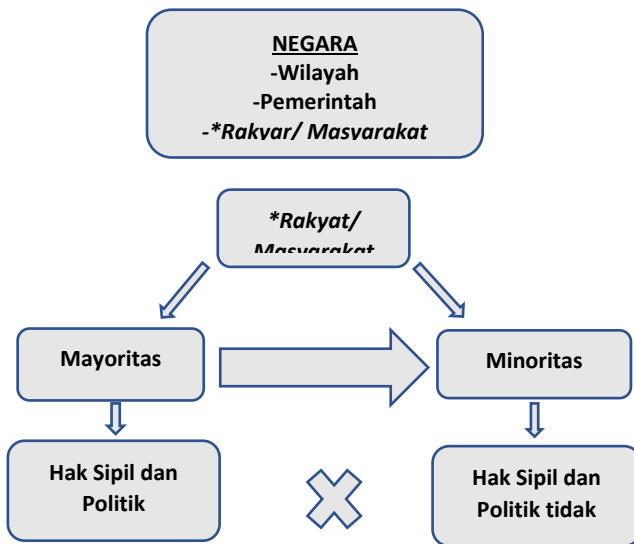 NEGARA
-Wilayah
-Pemerintah
-*Rakyar/ Masyarakat
*Rakyat/
Masyarakat
Mayoritas
Minoritas
Hak Sipil dan
Politik
Hak Sipil dan
Politik tidak